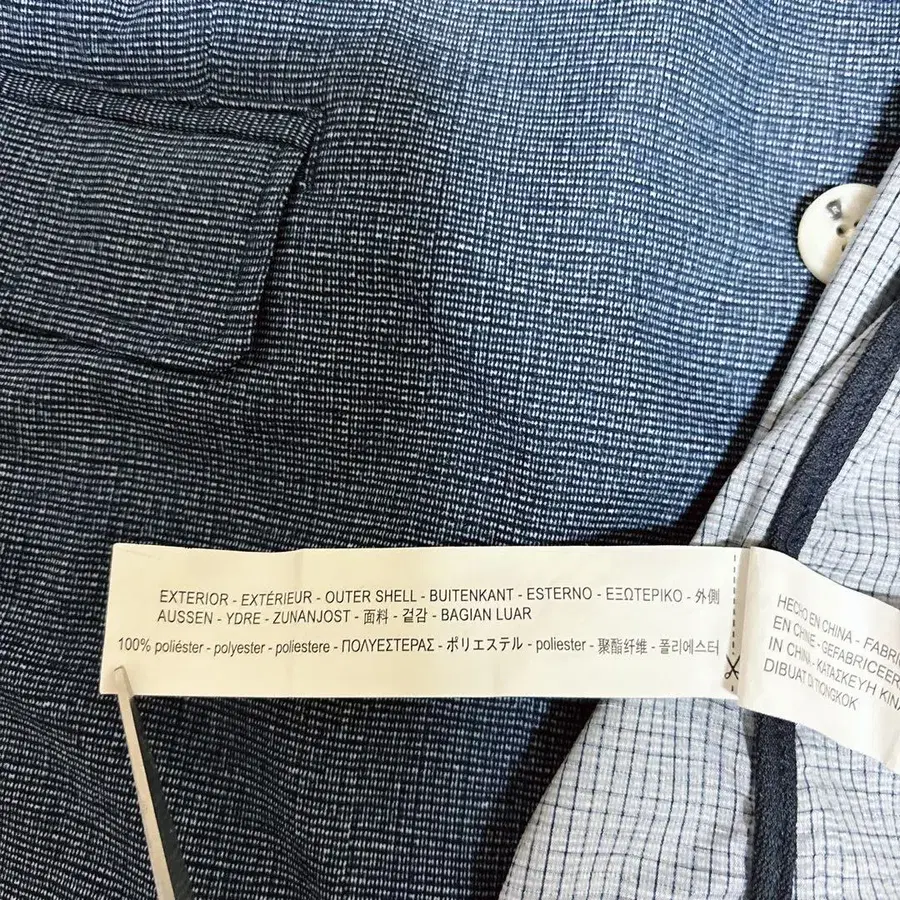 EXTERIOR - EXTÉRIEUR - OUTER SHELL - BUITENKANT - ESTERNO - ΕΞΩΤΕΡΙΚΟ - 外側
AUSSEN - YDRE - ZUNANJOST - 面料 - 겉감 - BAGIAN LUAR
100% poliéster - polyester - poliestere - ΠΟΛΥΕΣΤΕΡΑΣ - ポリエステル - poliester - 聚酯纤维 - 폴리에스터
HECHO EN CHINA - FABRI
EN CHINE - GEFABRICEER
IN CHINA - ΚΑΤΑΣΚΕΥΗ ΚΙΝΑ
DIBUAT DI TIONGKOK